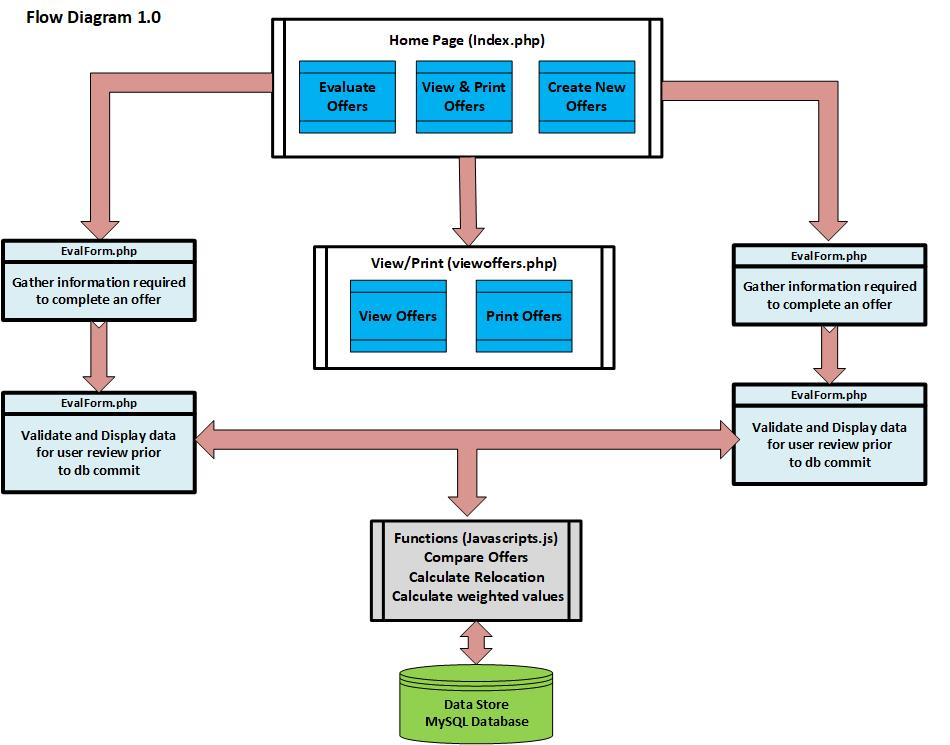 Flow Diagram 1.0
Home Page (Index.php)
Evaluate
Offers
View & Print
Offers
Create New
Offers
EvalForm.php
Gather information required
to complete an offer
View/Print (viewoffers.php)
View Offers
Print Offers
EvalForm.php
Gather information required
to complete an offer
EvalForm.php
Validate and Display data
for user review prior
to db commit
EvalForm.php
Validate and Display data
for user review prior
to db commit
Functions (Javascripts.js)
Compare Offers
Calculate Relocation
Calculate weighted values
Data Store
MySQL Database